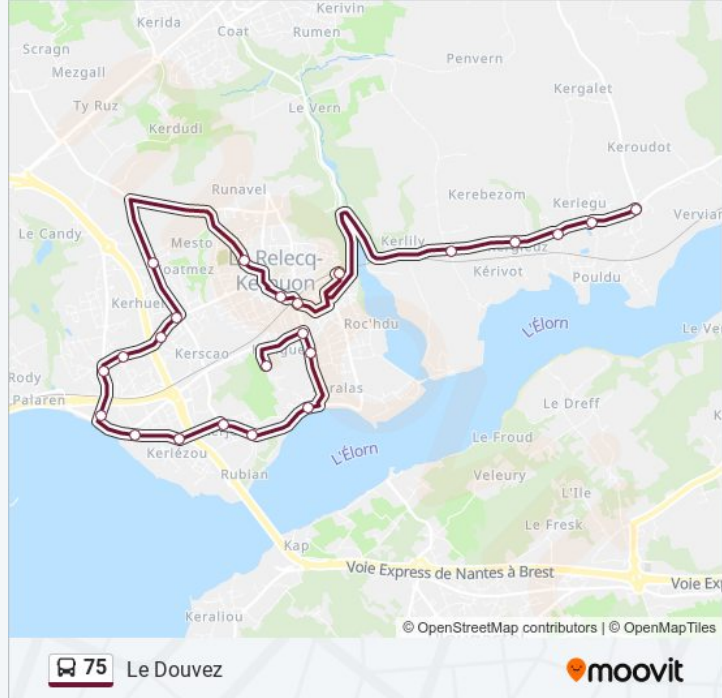 Kerivin
Kerida
Coat
Rumen
Scragn
Penvern
Mezgall
Kergalet
Ty Ruz
Le Vern
Kerdudi
Keroudot
Runavel
Kerebezom
Keriegu
Vervian
Le Candy
Mesto
Kerlily
Le Relecq-
Kerhuon
Kérivot
Pouldu
Kerhuel
Roc'hdu
L'Élorn
Le Ve
Kerscao
Rody
Palaren
Le Dreff
L'Élorn
Le Froud
Kerlézou
Rubian
Veleury
L'Ile
Le Fresk
Kap
Voie Express de Nantes à Brest
Voie Exp
Keraliou
© OpenStreetMap contributors | © OpenMapTiles
75 Le Douvez
moovit